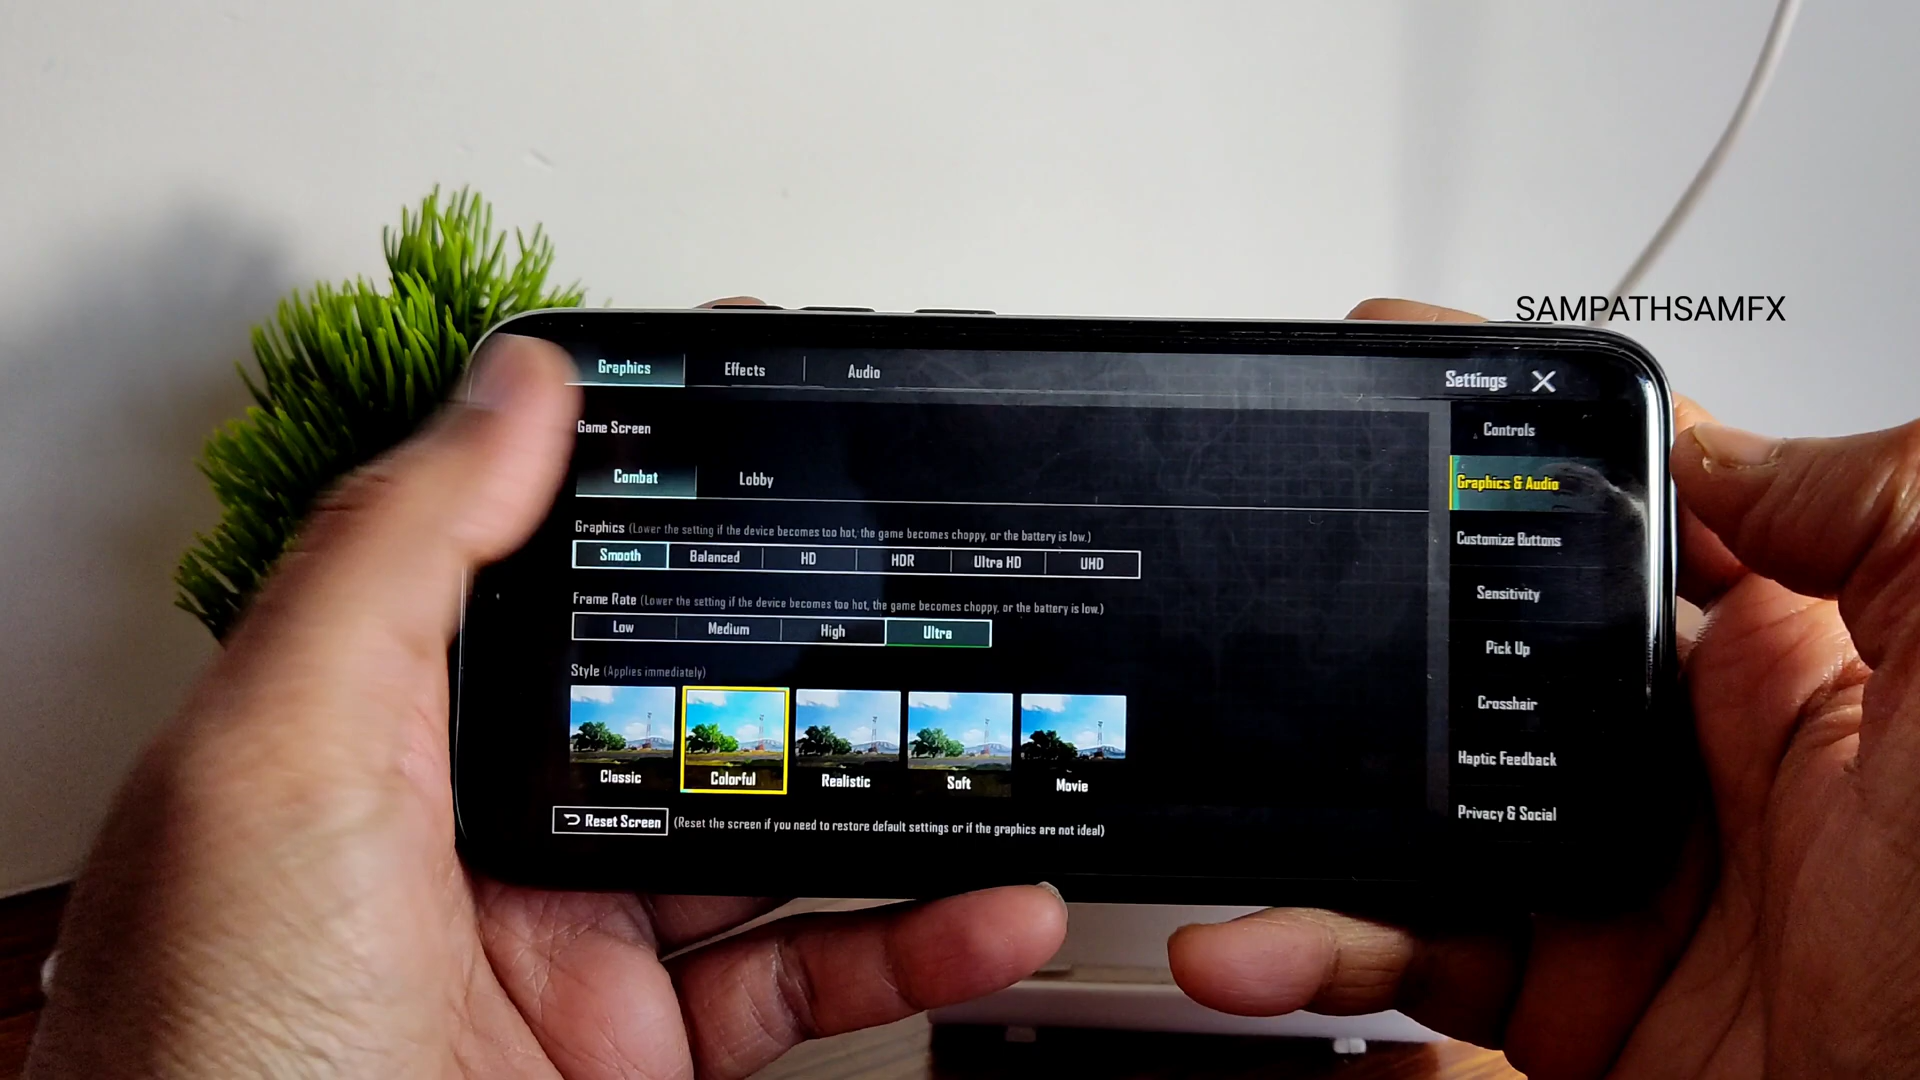 SAMPATHSAMFX
Graphics Effects Audio Settings
Game Screen
Combat Lobby
Graphics (Lower the setting if the device becomes too hot, the game becomes choppy, or the battery is low.)
Smooth Balanced HD HDR Ultra HD UHD
Frame Rate (Lower the setting if the device becomes too hot, the game becomes choppy, or the battery is low.)
Low Medium High Ultra
Style (Applies immediately)
Classic Colorful Realistic Soft Movie
Reset Screen (Reset the screen if you need to restore default settings or if the graphics are not ideal)
Controls
Graphics & Audio
Customize Buttons
Sensitivity
Pick Up
Crosshair
Haptic Feedback
Privacy & Social